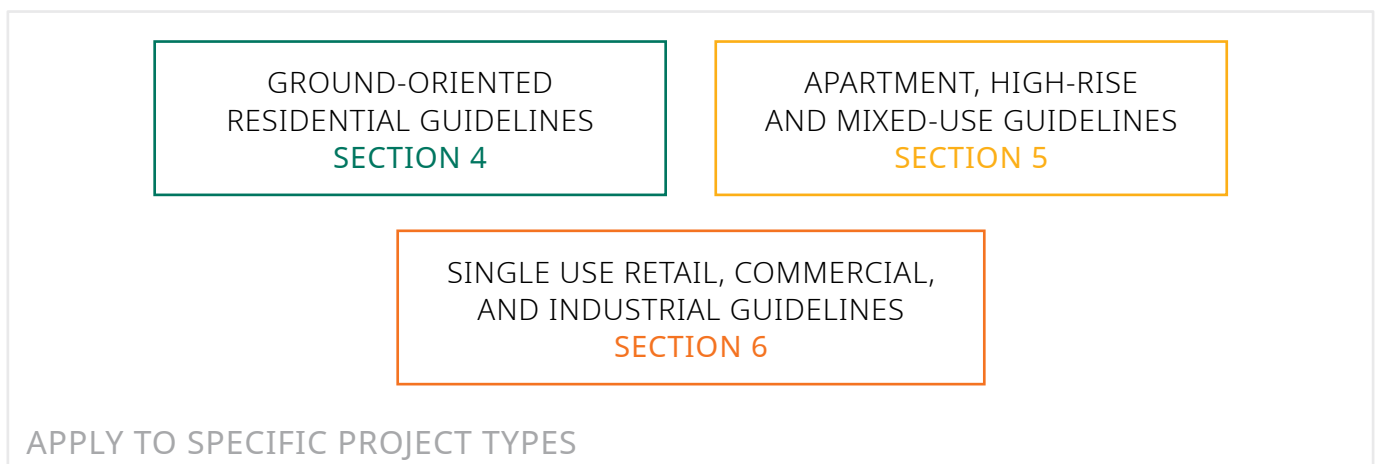 GROUND-ORIENTED
RESIDENTIAL GUIDELINES
SECTION 4
APARTMENT, HIGH-RISE
AND MIXED-USE GUIDELINES
SECTION 5
SINGLE USE RETAIL, COMMERCIAL,
AND INDUSTRIAL GUIDELINES
SECTION 6
APPLY TO SPECIFIC PROJECT TYPES